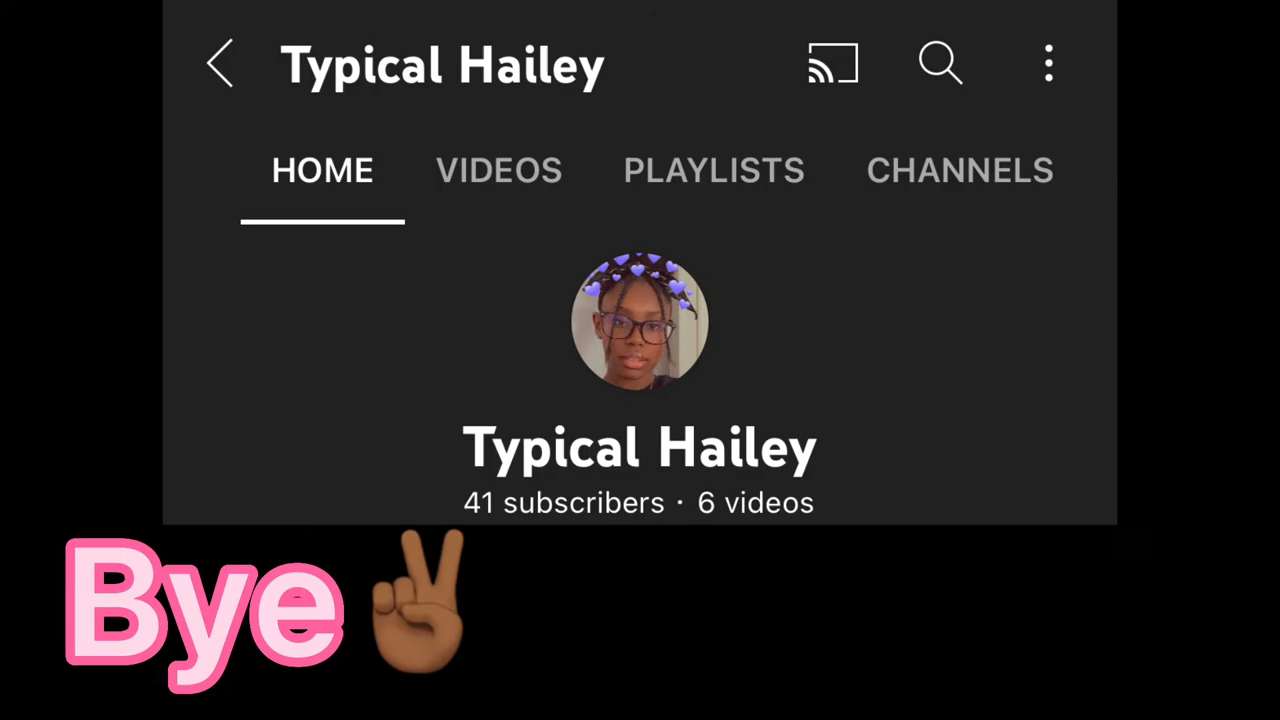 Typical Hailey
HOME VIDEOS PLAYLISTS CHANNELS
Typical Hailey
41 subscribers · 6 videos
Bye✌🏾